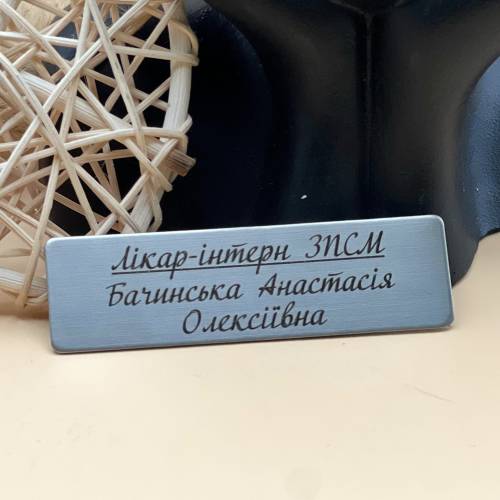 Лікар-інтерн ЗПСМ
Бачинська Анастасія
Олексіївна